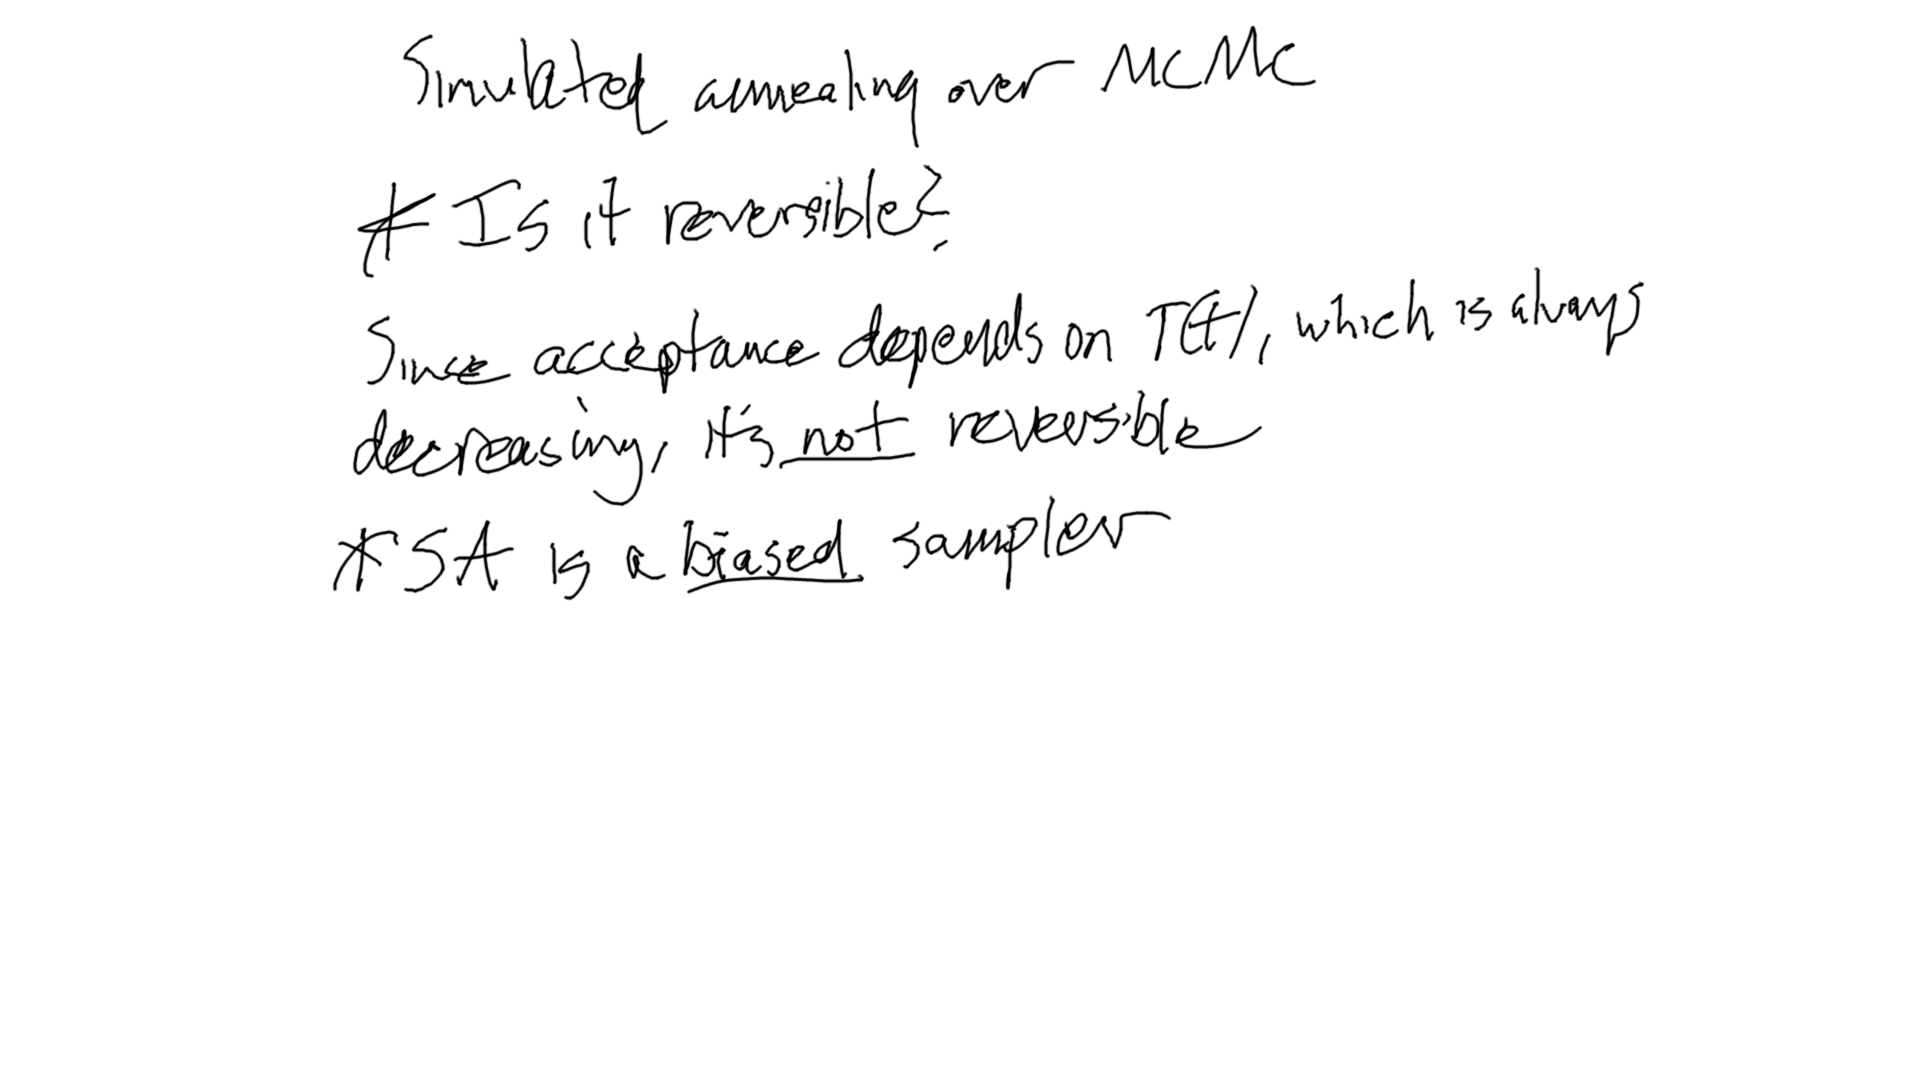 Simulated annealing over MCMC
* Is it reversible?
Since acceptance depends on T(t), which is always
decreasing, it's not reversible
* SA is a biased sampler